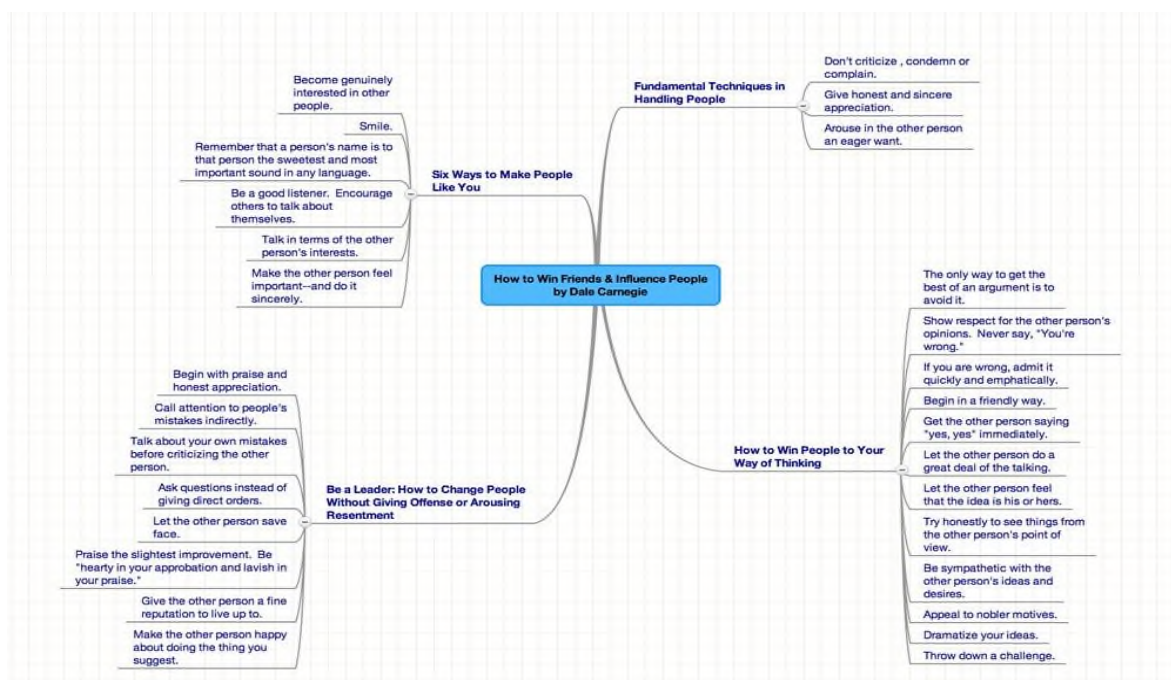 How to Win Friends & Influence People
by Dale Carnegie
Fundamental Techniques in
Handling People
Don't criticize , condemn or
complain.
Give honest and sincere
appreciation.
Arouse in the other person
an eager want.
Six Ways to Make People
Like You
Become genuinely
interested in other
people.
Smile.
Remember that a person's name is to
that person the sweetest and most
important sound in any language.
Be a good listener. Encourage
others to talk about
themselves.
Talk in terms of the other
person's interests.
Make the other person feel
important--and do it
sincerely.
How to Win People to Your
Way of Thinking
The only way to get the
best of an argument is to
avoid it.
Show respect for the other person's
opinions. Never say, "You're
wrong."
If you are wrong, admit it
quickly and emphatically.
Begin in a friendly way.
Get the other person saying
"yes, yes" immediately.
Let the other person do a
great deal of the talking.
Let the other person feel
that the idea is his or hers.
Try honestly to see things from
the other person's point of
view.
Be sympathetic with the
other person's ideas and
desires.
Appeal to nobler motives.
Dramatize your ideas.
Throw down a challenge.
Be a Leader: How to Change People
Without Giving Offense or Arousing
Resentment
Begin with praise and
honest appreciation.
Call attention to people's
mistakes indirectly.
Talk about your own mistakes
before criticizing the other
person.
Ask questions instead of
giving direct orders.
Let the other person save
face.
Praise the slightest improvement. Be
"hearty in your approbation and lavish in
your praise."
Give the other person a fine
reputation to live up to.
Make the other person happy
about doing the thing you
suggest.